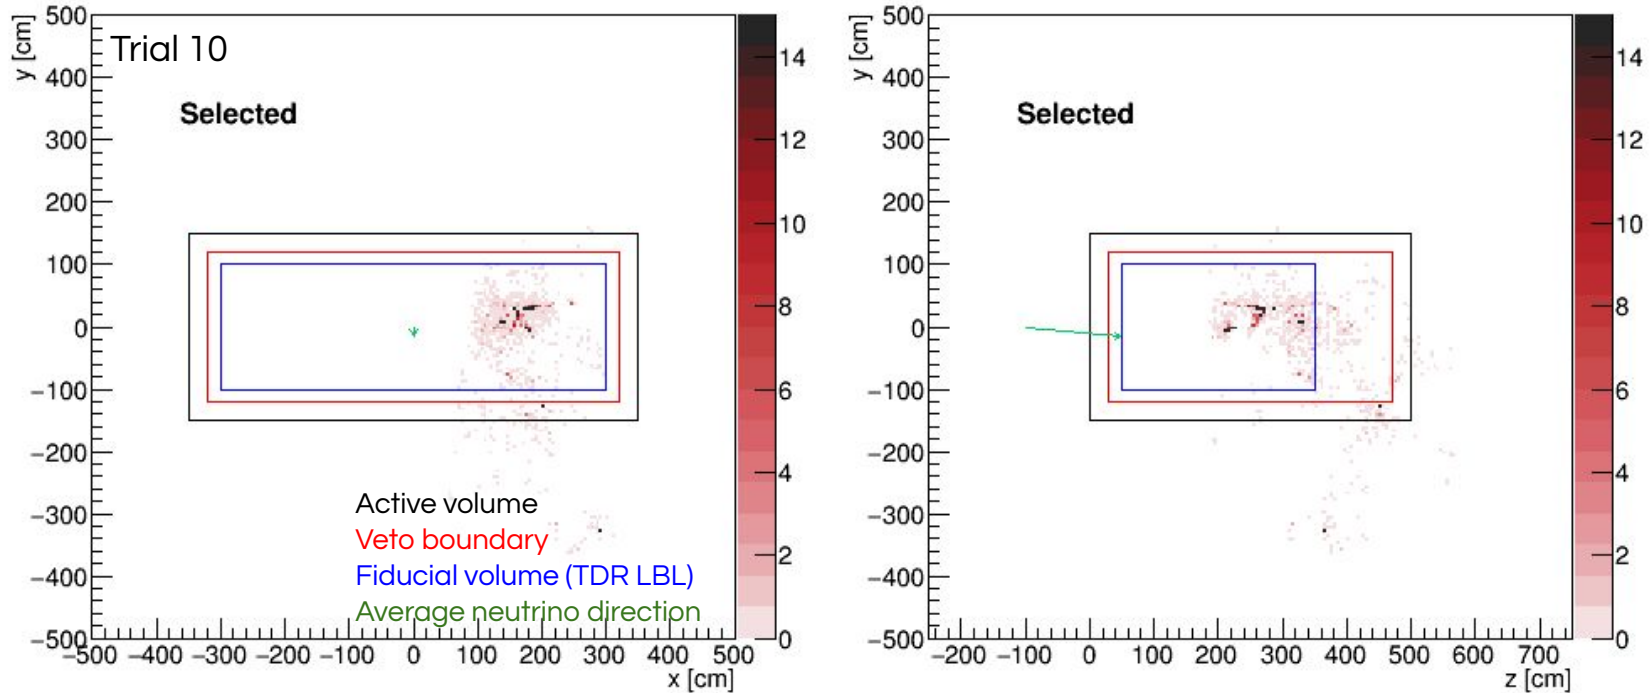 Trial 10
Selected
y [cm]
500
400
300
200
100
0
−100
−200
−300
−400
−500
−500 −400 −300 −200 −100 0 100 200 300 400 500
x [cm]
14
12
10
8
6
4
2
0
Active volume
Veto boundary
Fiducial volume (TDR LBL)
Average neutrino direction
Selected
y [cm]
500
400
300
200
100
0
−100
−200
−300
−400
−500
−200 −100 0 100 200 300 400 500 600 700
z [cm]
14
12
10
8
6
4
2
0